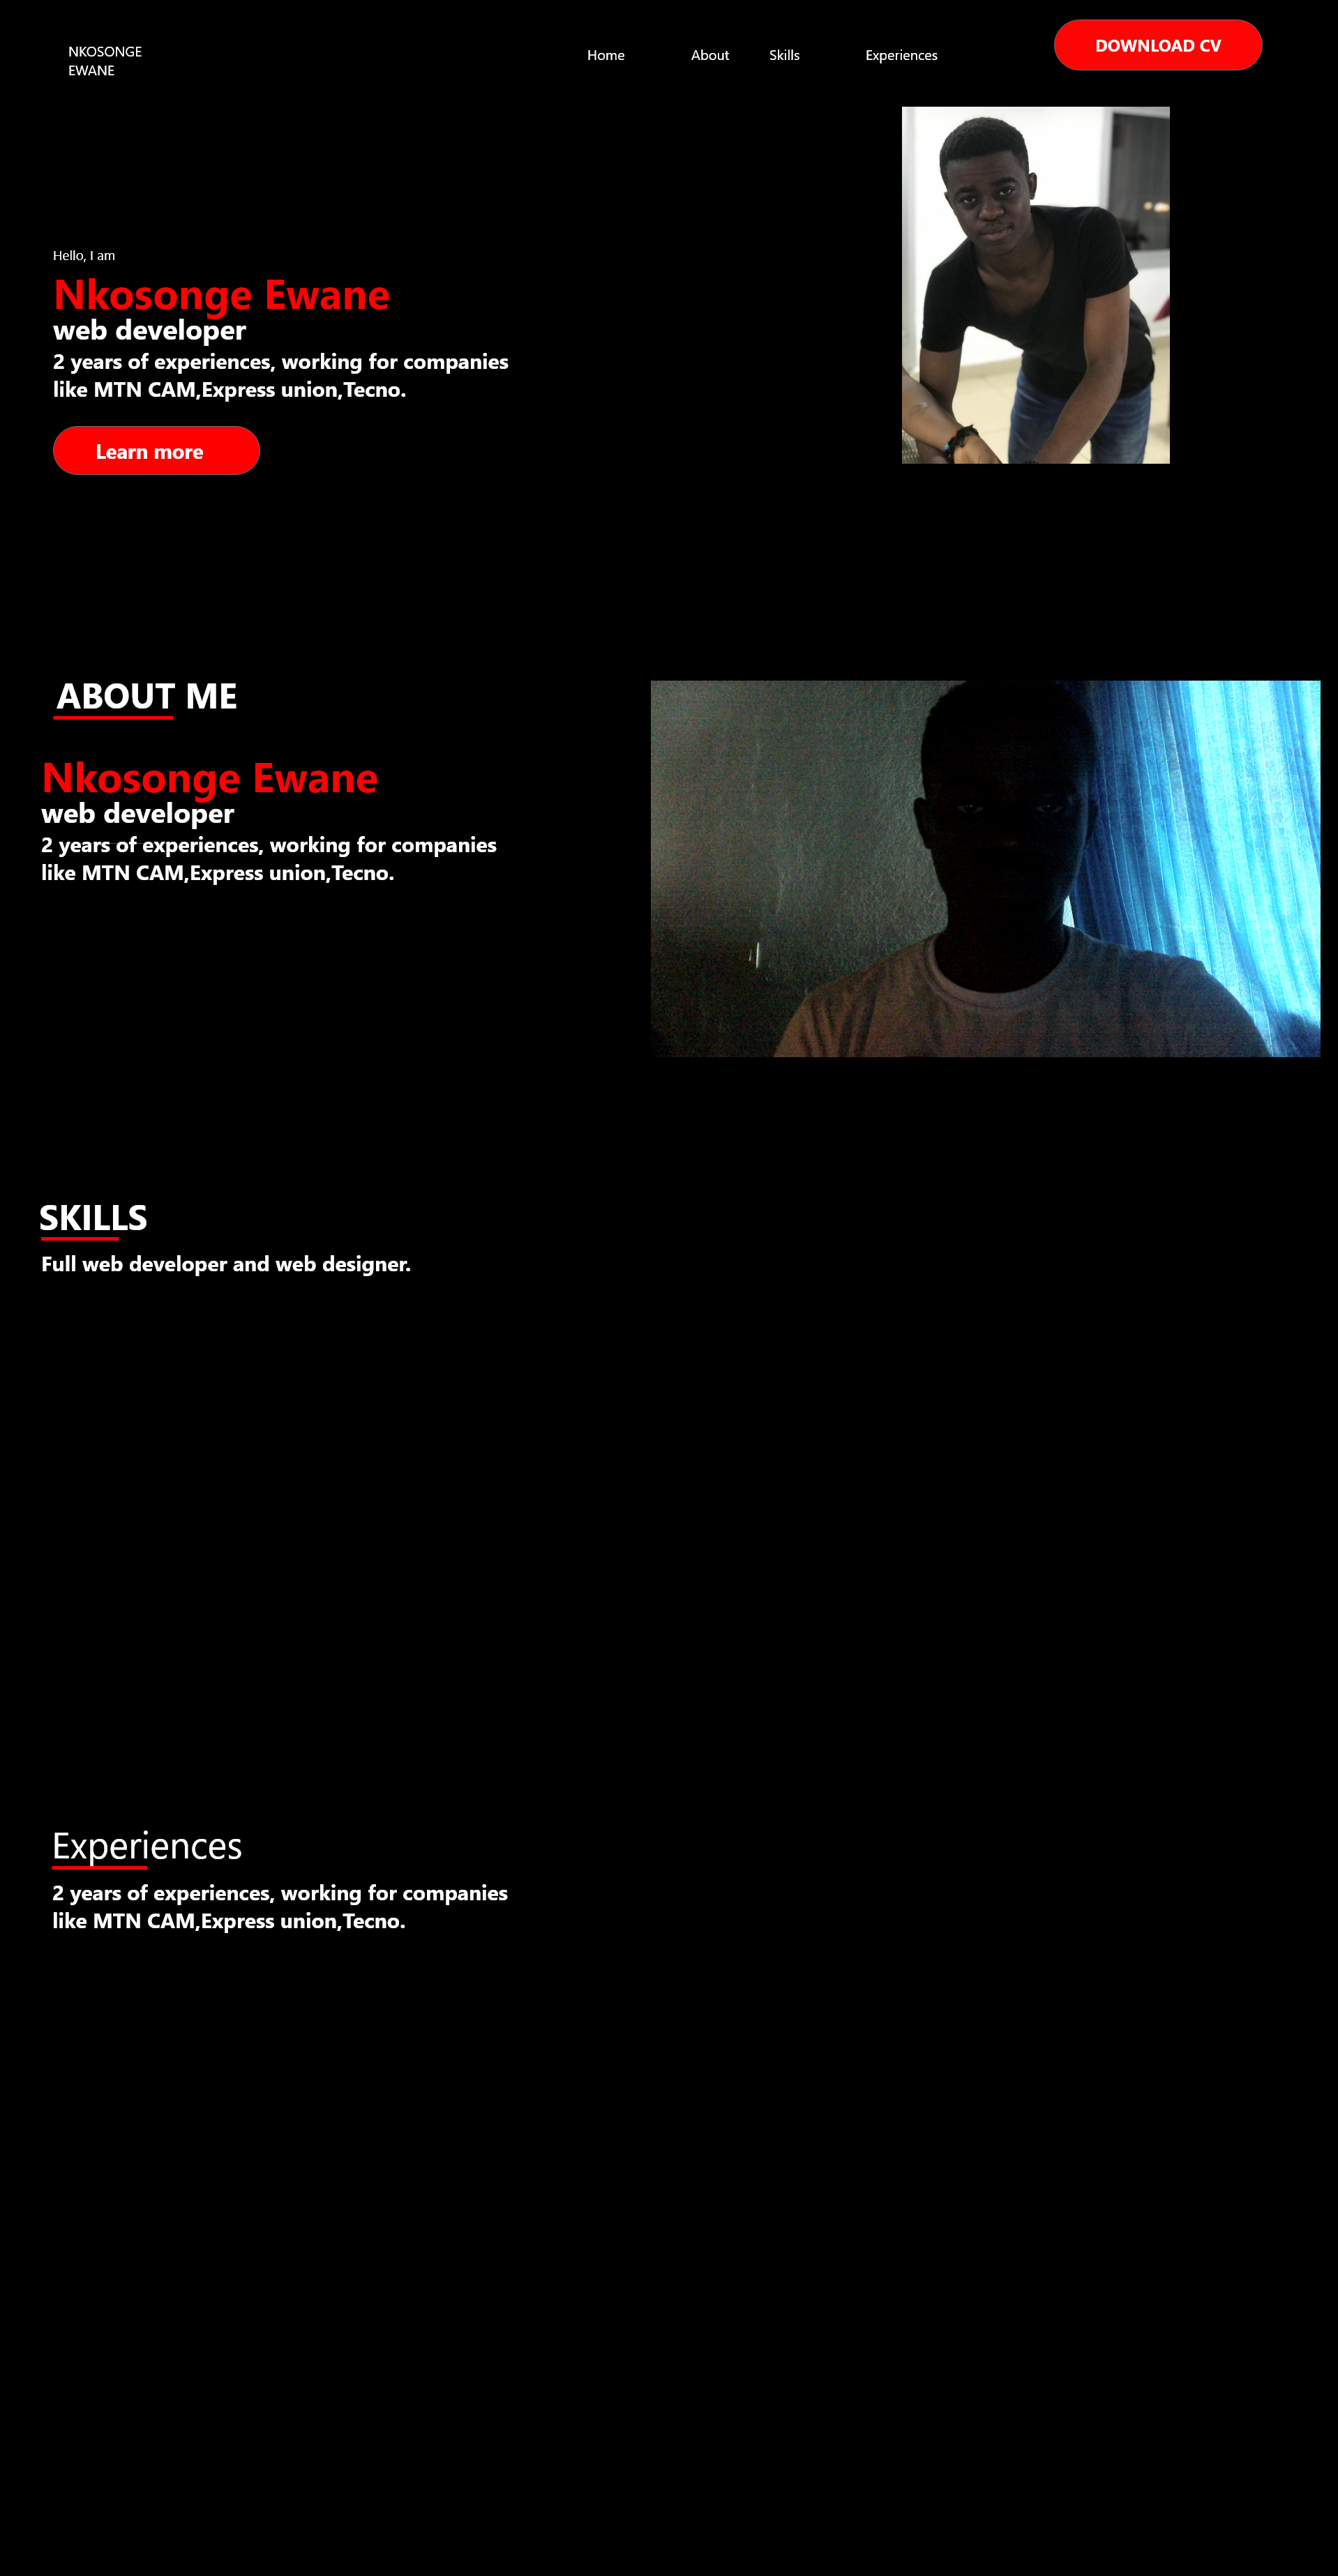 NKOSONGE
EWANE
Home
About
Skills
Experiences
DOWNLOAD CV
Hello, I am
Nkosonge Ewane
web developer
2 years of experiences, working for companies
like MTN CAM,Express union,Tecno.
Learn more
ABOUT ME
Nkosonge Ewane
web developer
2 years of experiences, working for companies
like MTN CAM,Express union,Tecno.
SKILLS
Full web developer and web designer.
Experiences
2 years of experiences, working for companies
like MTN CAM,Express union,Tecno.